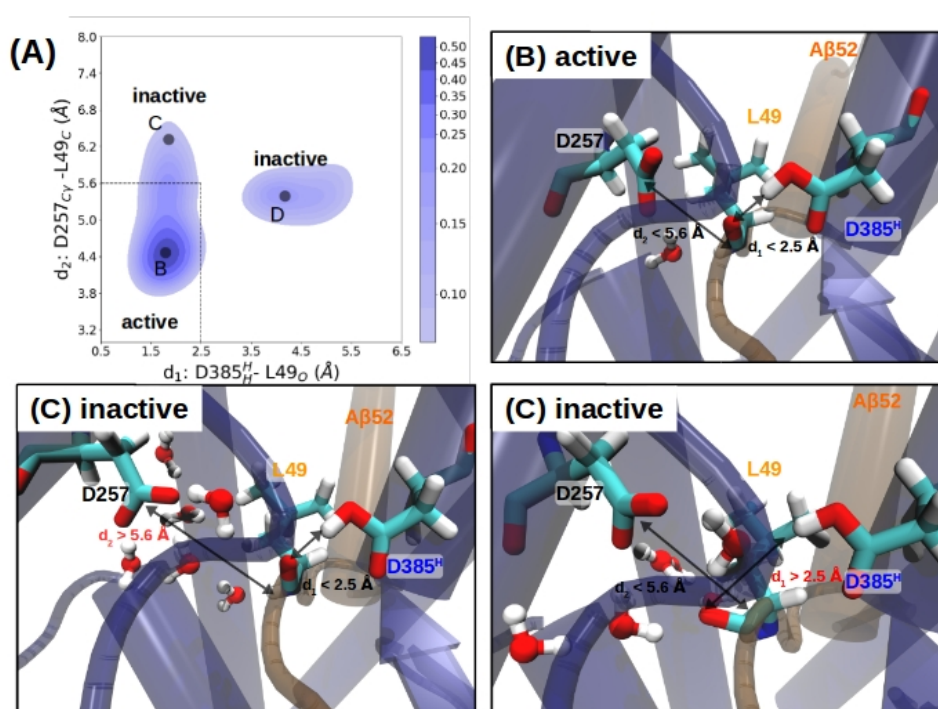 (A)
8.0
7.4
6.8
6.2
5.6
5.0
4.4
3.8
3.2
d₂: D257Cγ -L49C (Å)
inactive
C
inactive
D
B
active
0.5 1.5 2.5 3.5 4.5 5.5 6.5
d₁: D385ᴴH- L49O (Å)
0.50
0.45
0.40
0.35
0.30
0.25
0.20
0.15
0.10
(B) active
Aβ52
L49
D257
D385ᴴ
d₂ < 5.6 Å
d₁ < 2.5 Å
(C) inactive
Aβ52
L49
D257
d₂ > 5.6 Å
D385ᴴ
d₁ < 2.5 Å
(C) inactive
Aβ52
L49
D257
d₂ < 5.6 Å
d₁ > 2.5 Å
D385ᴴ